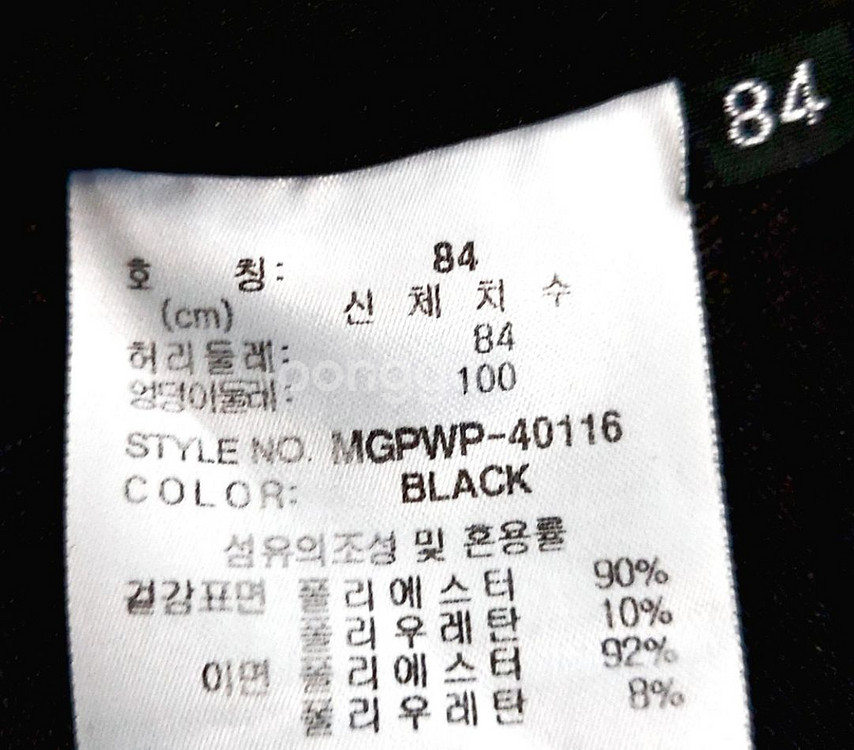 84
호 칭: 84
(cm) 신 체 치 수
허리둘레: 84
엉덩이둘레: 100
STYLE NO. MGPWP-40116
COLOR: BLACK
섬유의조성 및 혼용률
겉감표면 폴리에스터 90%
폴리우레탄 10%
이면 폴리에스터 92%
폴리우레탄 8%